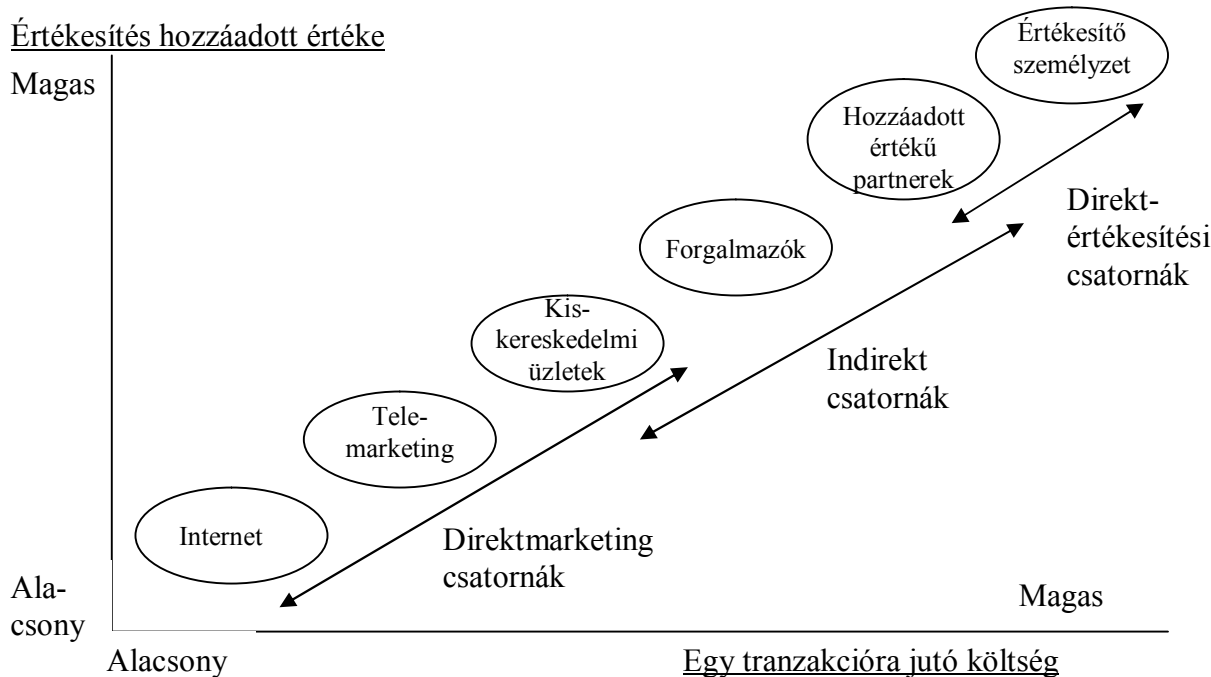 Értékesítés hozzáadott értéke
Magas
Értékesítő
személyzet
Hozzáadott
értékű
partnerek
Direkt-
értékesítési
csatornák
Forgalmazók
Kis-
kereskedelmi
üzletek
Indirekt
csatornák
Tele-
marketing
Internet
Direktmarketing
csatornák
Ala-
csony
Magas
Alacsony
Egy tranzakcióra jutó költség